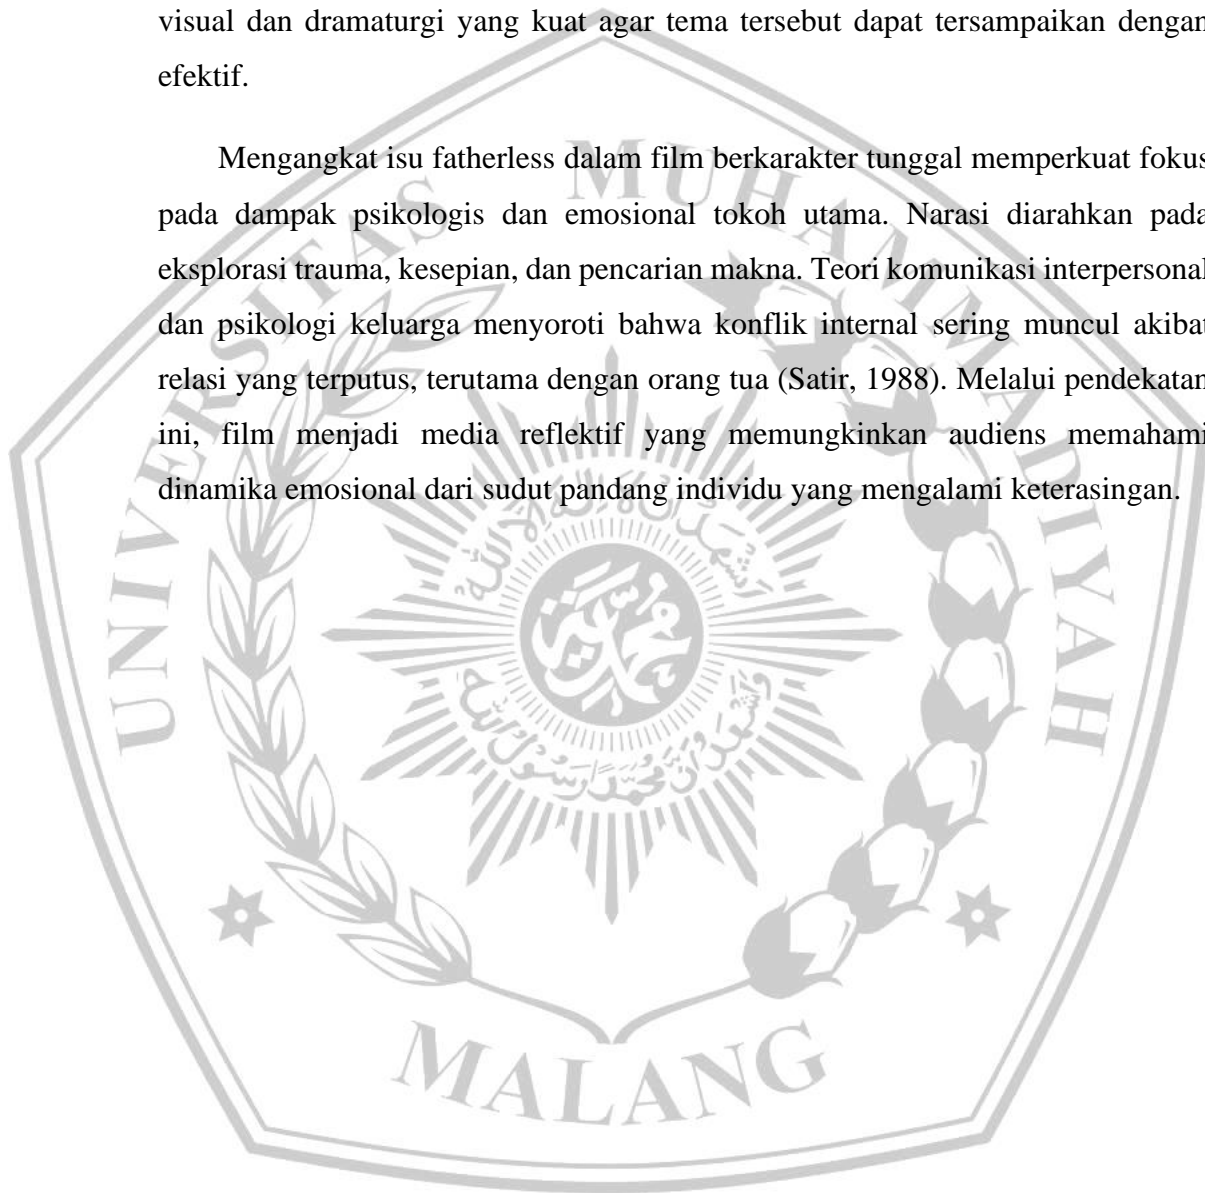 visual dan dramaturgi yang kuat agar tema tersebut dapat tersampaikan dengan
efektif.
Mengangkat isu fatherless dalam film berkarakter tunggal memperkuat fokus
pada dampak psikologis dan emosional tokoh utama. Narasi diarahkan pada
eksplorasi trauma, kesepian, dan pencarian makna. Teori komunikasi interpersonal
dan psikologi keluarga menyoroti bahwa konflik internal sering muncul akibat
relasi yang terputus, terutama dengan orang tua (Satir, 1988). Melalui pendekatan
ini, film menjadi media reflektif yang memungkinkan audiens memahami
dinamika emosional dari sudut pandang individu yang mengalami keterasingan.
UNIVERSITAS MUHAMMADIYAH
MALANG